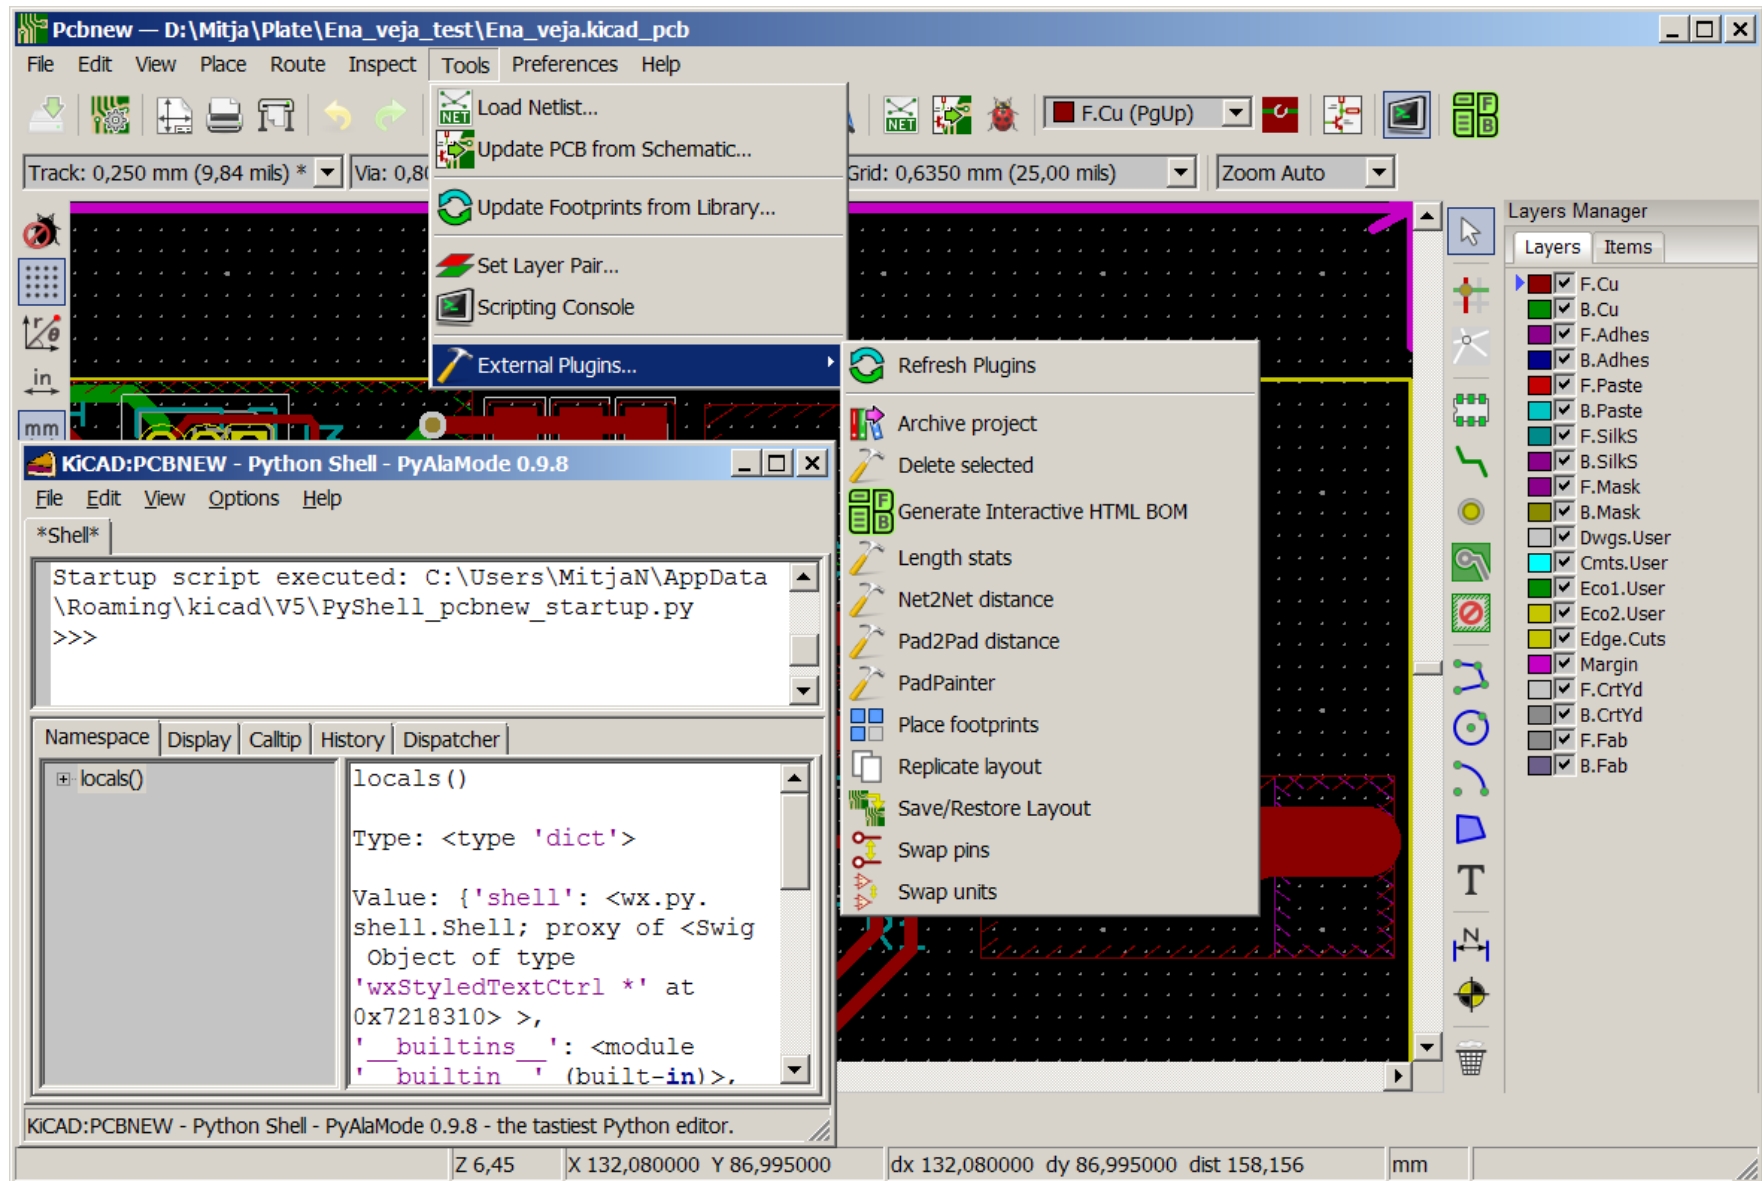 Pcbnew — D:\Mitja\Plate\Ena_veja_test\Ena_veja.kicad_pcb
File Edit View Place Route Inspect Tools Preferences Help
Load Netlist...
Update PCB from Schematic...
Update Footprints from Library...
Set Layer Pair...
Scripting Console
External Plugins...
NET
F.Cu (PgUp)
F
B
Track: 0,250 mm (9,84 mils) *
Via: 0,80
Grid: 0,6350 mm (25,00 mils)
Zoom Auto
in
mm
Refresh Plugins
Archive project
Delete selected
Generate Interactive HTML BOM
Length stats
Net2Net distance
Pad2Pad distance
PadPainter
Place footprints
Replicate layout
Save/Restore Layout
Swap pins
Swap units
R1
Layers Manager
Layers Items
F.Cu
B.Cu
F.Adhes
B.Adhes
F.Paste
B.Paste
F.SilkS
B.SilkS
F.Mask
B.Mask
Dwgs.User
Cmts.User
Eco1.User
Eco2.User
Edge.Cuts
Margin
F.CrtYd
B.CrtYd
F.Fab
B.Fab
T
N
KiCAD:PCBNEW - Python Shell - PyAlaMode 0.9.8
File Edit View Options Help
*Shell*
Startup script executed: C:\Users\MitjaN\AppData
\Roaming\kicad\V5\PyShell_pcbnew_startup.py
>>>
Namespace Display Calltip History Dispatcher
locals()
locals()
Type: <type 'dict'>
Value: {'shell': <wx.py.
shell.Shell; proxy of <Swig
Object of type
'wxStyledTextCtrl *' at
0x7218310> >,
'__builtins__': <module
'__builtin__' (built-in)>,
KiCAD:PCBNEW - Python Shell - PyAlaMode 0.9.8 - the tastiest Python editor.
Z 6,45 X 132,080000 Y 86,995000 dx 132,080000 dy 86,995000 dist 158,156 mm